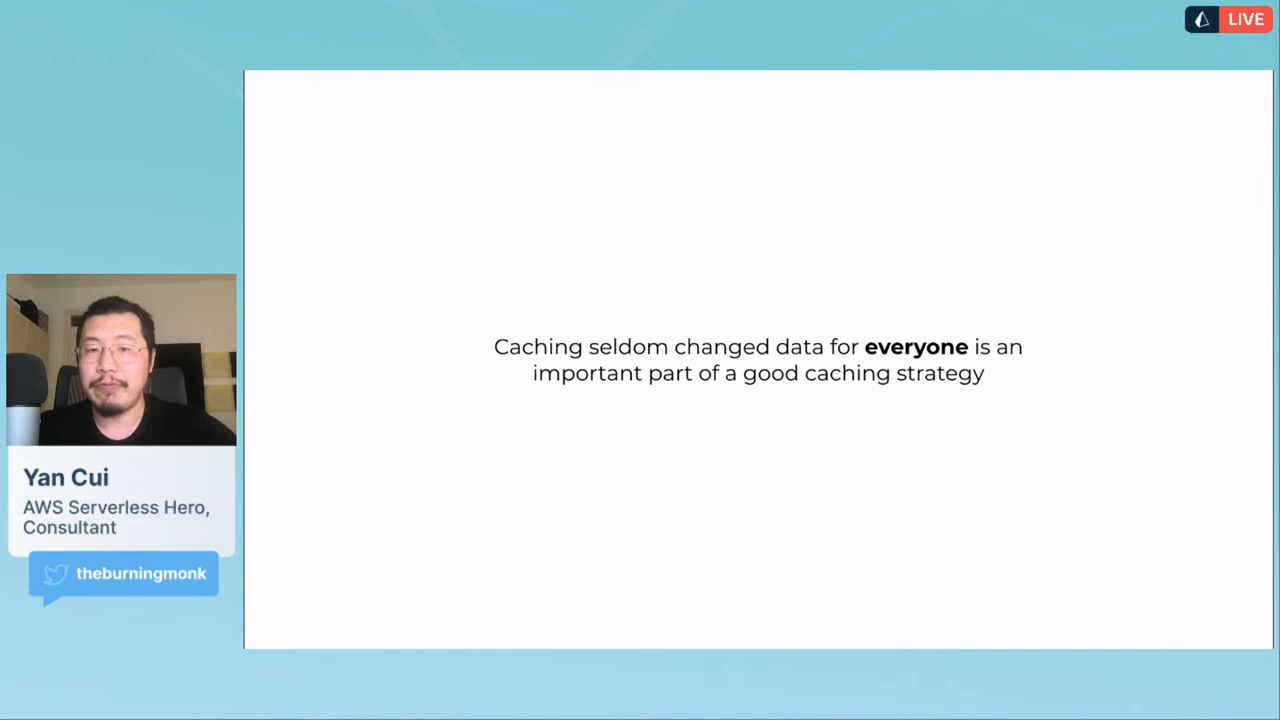 LIVE
Caching seldom changed data for everyone is an
important part of a good caching strategy
Yan Cui
AWS Serverless Hero,
Consultant
theburningmonk